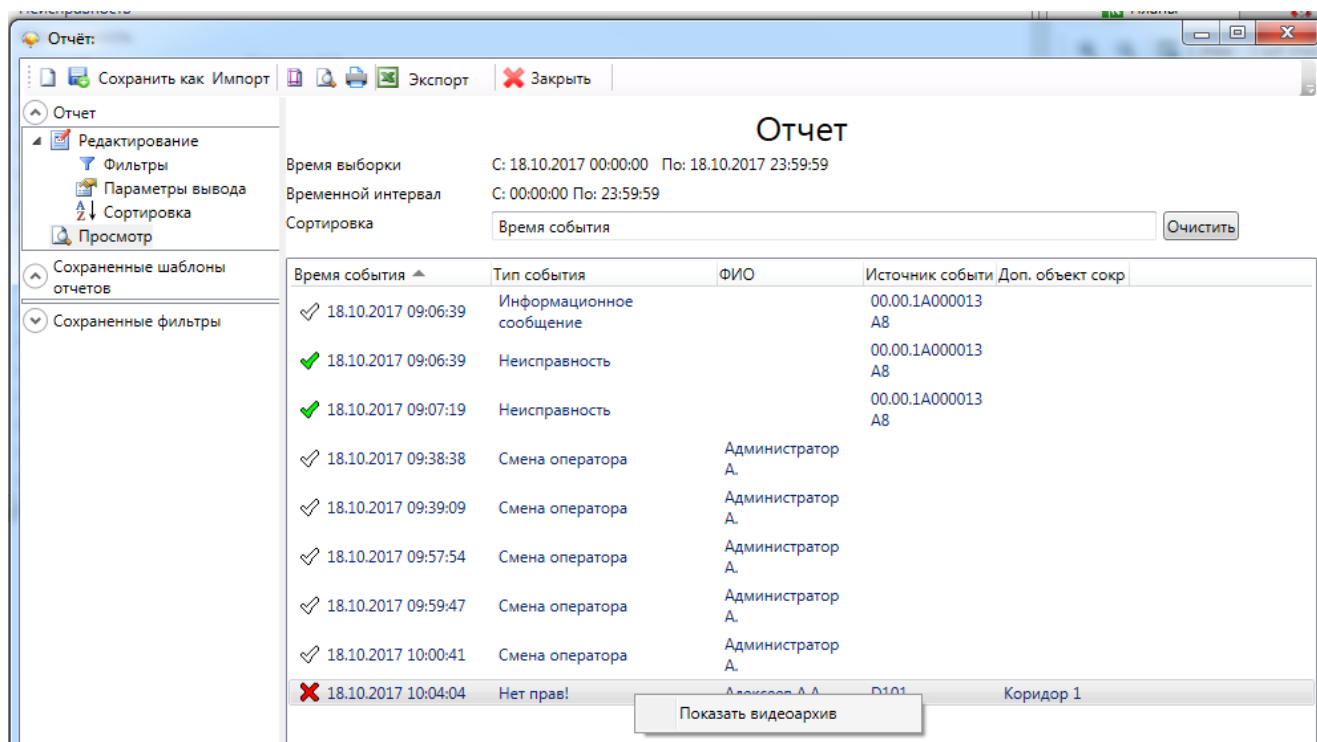 Отчёт:
Сохранить как Импорт Экспорт Закрыть
Отчет
Редактирование
Фильтры
Параметры вывода
Сортировка
Просмотр
Сохраненные шаблоны
отчетов
Сохраненные фильтры
Отчет
Время выборки С: 18.10.2017 00:00:00 По: 18.10.2017 23:59:59
Временной интервал С: 00:00:00 По: 23:59:59
Сортировка Время события Очистить
Время события Тип события ФИО Источник событи Доп. объект сокр
18.10.2017 09:06:39 Информационное сообщение 00.00.1A000013
A8
18.10.2017 09:06:39 Неисправность 00.00.1A000013
A8
18.10.2017 09:07:19 Неисправность 00.00.1A000013
A8
18.10.2017 09:38:38 Смена оператора Администратор
А.
18.10.2017 09:39:09 Смена оператора Администратор
А.
18.10.2017 09:57:54 Смена оператора Администратор
А.
18.10.2017 09:59:47 Смена оператора Администратор
А.
18.10.2017 10:00:41 Смена оператора Администратор
А.
18.10.2017 10:04:04 Нет прав! D101 Коридор 1
Показать видеоархив